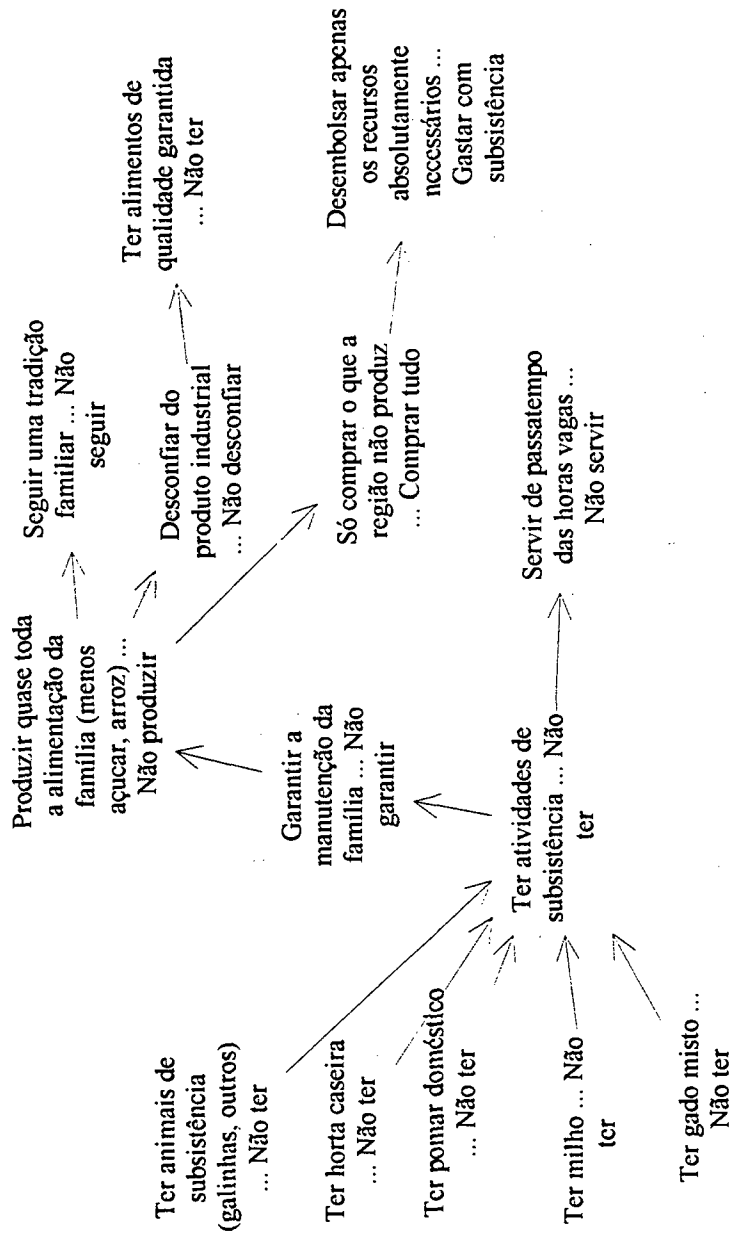 Produzir quase toda
a alimentação da
família (menos
açucar, arroz) ...
Não produzir
Seguir uma tradição
familiar ... Não
seguir
Ter alimentos de
qualidade garantida
... Não ter
Desconfiar do
produto industrial
... Não desconfiar
Garantir a
manutenção da
família ... Não
garantir
Só comprar o que a
região não produz
... Comprar tudo
Desembolsar apenas
os recursos
absolutamente
necessários ...
Gastar com
subsistência
Ter animais de
subsistência
(galinhas, outros)
... Não ter
Ter horta caseira
... Não ter
Ter pomar doméstico
... Não ter
Ter atividades de
subsistência ... Não
ter
Servir de passatempo
das horas vagas ...
Não servir
Ter milho ... Não
ter
Ter gado misto ...
Não ter